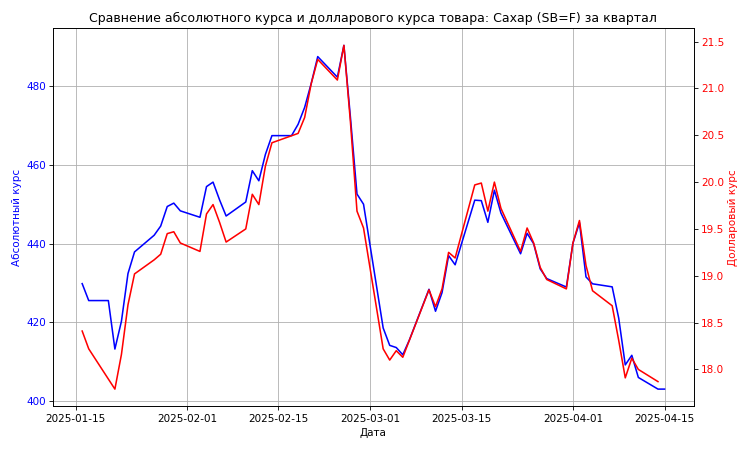 Сравнение абсолютного курса и долларового курса товара: Сахар (SB=F) за квартал
Абсолютный курс
480
460
440
420
400
21.5
21.0
20.5
20.0
19.5
19.0
18.5
18.0
Долларовый курс
2025-01-15 2025-02-01 2025-02-15 2025-03-01 2025-03-15 2025-04-01 2025-04-15
Дата